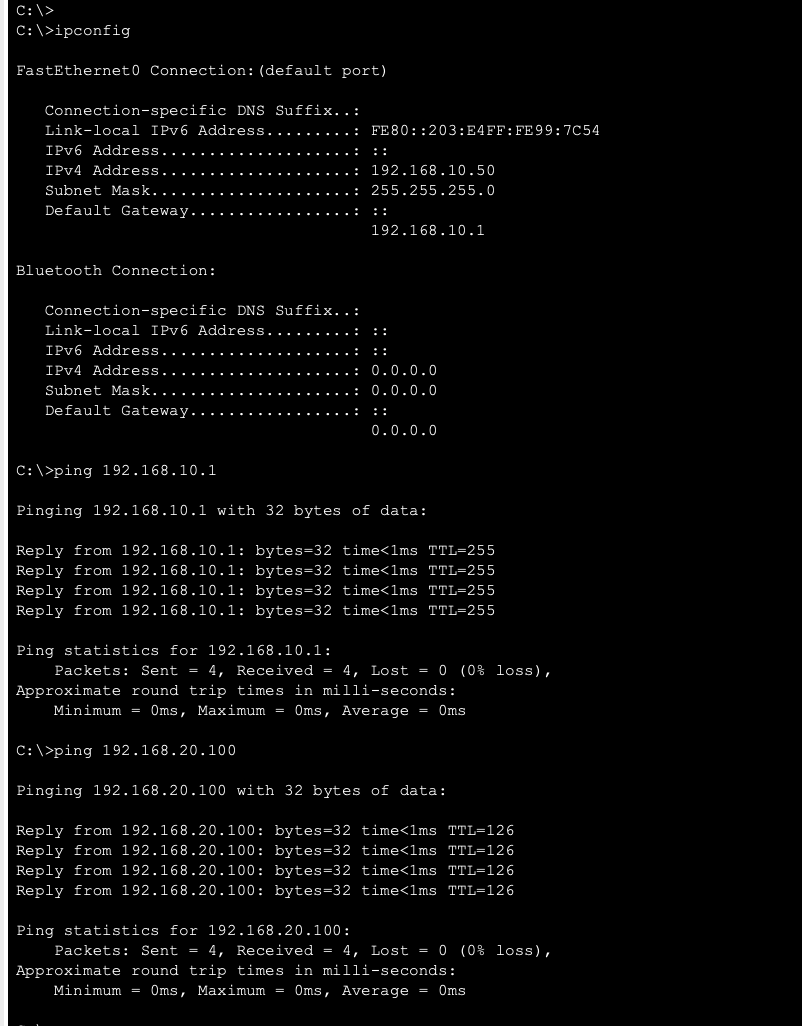 C:\>
C:\>ipconfig
FastEthernet0 Connection:(default port)
Connection-specific DNS Suffix..:
Link-local IPv6 Address.........: FE80::203:E4FF:FE99:7C54
IPv6 Address....................: ::
IPv4 Address....................: 192.168.10.50
Subnet Mask.....................: 255.255.255.0
Default Gateway.................: ::
192.168.10.1
Bluetooth Connection:
Connection-specific DNS Suffix..:
Link-local IPv6 Address.........: ::
IPv6 Address....................: ::
IPv4 Address....................: 0.0.0.0
Subnet Mask.....................: 0.0.0.0
Default Gateway.................: ::
0.0.0.0
C:\>ping 192.168.10.1
Pinging 192.168.10.1 with 32 bytes of data:
Reply from 192.168.10.1: bytes=32 time<1ms TTL=255
Reply from 192.168.10.1: bytes=32 time<1ms TTL=255
Reply from 192.168.10.1: bytes=32 time<1ms TTL=255
Reply from 192.168.10.1: bytes=32 time<1ms TTL=255
Ping statistics for 192.168.10.1:
Packets: Sent = 4, Received = 4, Lost = 0 (0% loss),
Approximate round trip times in milli-seconds:
Minimum = 0ms, Maximum = 0ms, Average = 0ms
C:\>ping 192.168.20.100
Pinging 192.168.20.100 with 32 bytes of data:
Reply from 192.168.20.100: bytes=32 time<1ms TTL=126
Reply from 192.168.20.100: bytes=32 time<1ms TTL=126
Reply from 192.168.20.100: bytes=32 time<1ms TTL=126
Reply from 192.168.20.100: bytes=32 time<1ms TTL=126
Ping statistics for 192.168.20.100:
Packets: Sent = 4, Received = 4, Lost = 0 (0% loss),
Approximate round trip times in milli-seconds:
Minimum = 0ms, Maximum = 0ms, Average = 0ms